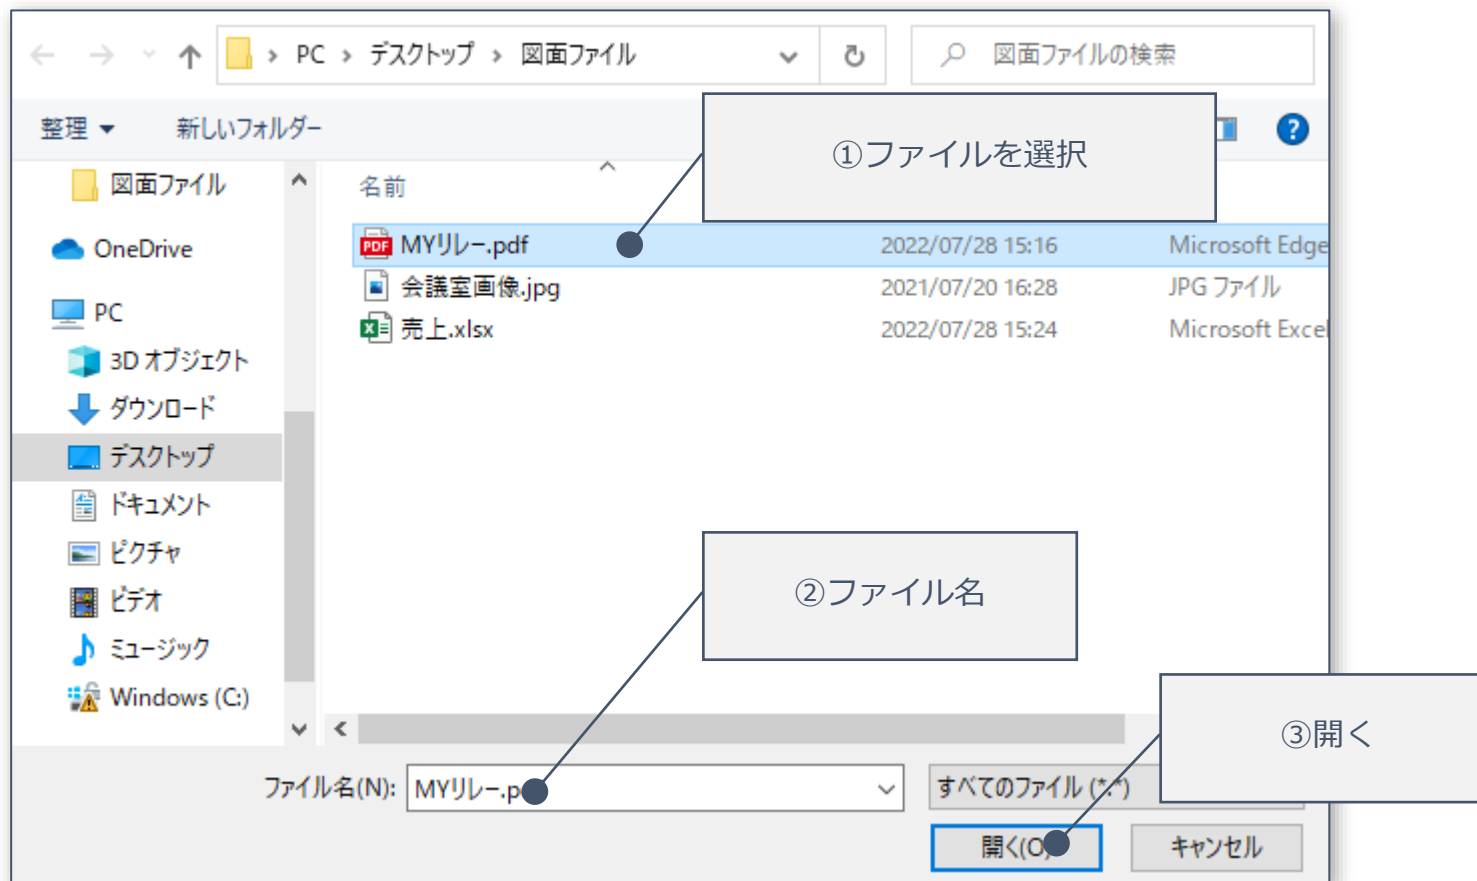 PC › デスクトップ › 図面ファイル
図面ファイルの検索
整理 新しいフォルダー
①ファイルを選択
?
図面ファイル
OneDrive
PC
3D オブジェクト
ダウンロード
デスクトップ
ドキュメント
ピクチャ
ビデオ
ミュージック
Windows (C:)
名前
PDF MYリレー.pdf 2022/07/28 15:16 Microsoft Edge
会議室画像.jpg 2021/07/20 16:28 JPG ファイル
売上.xlsx 2022/07/28 15:24 Microsoft Excel
②ファイル名
③開く
ファイル名(N): MYリレー.p
すべてのファイル (*.*)
開く(O)
キャンセル